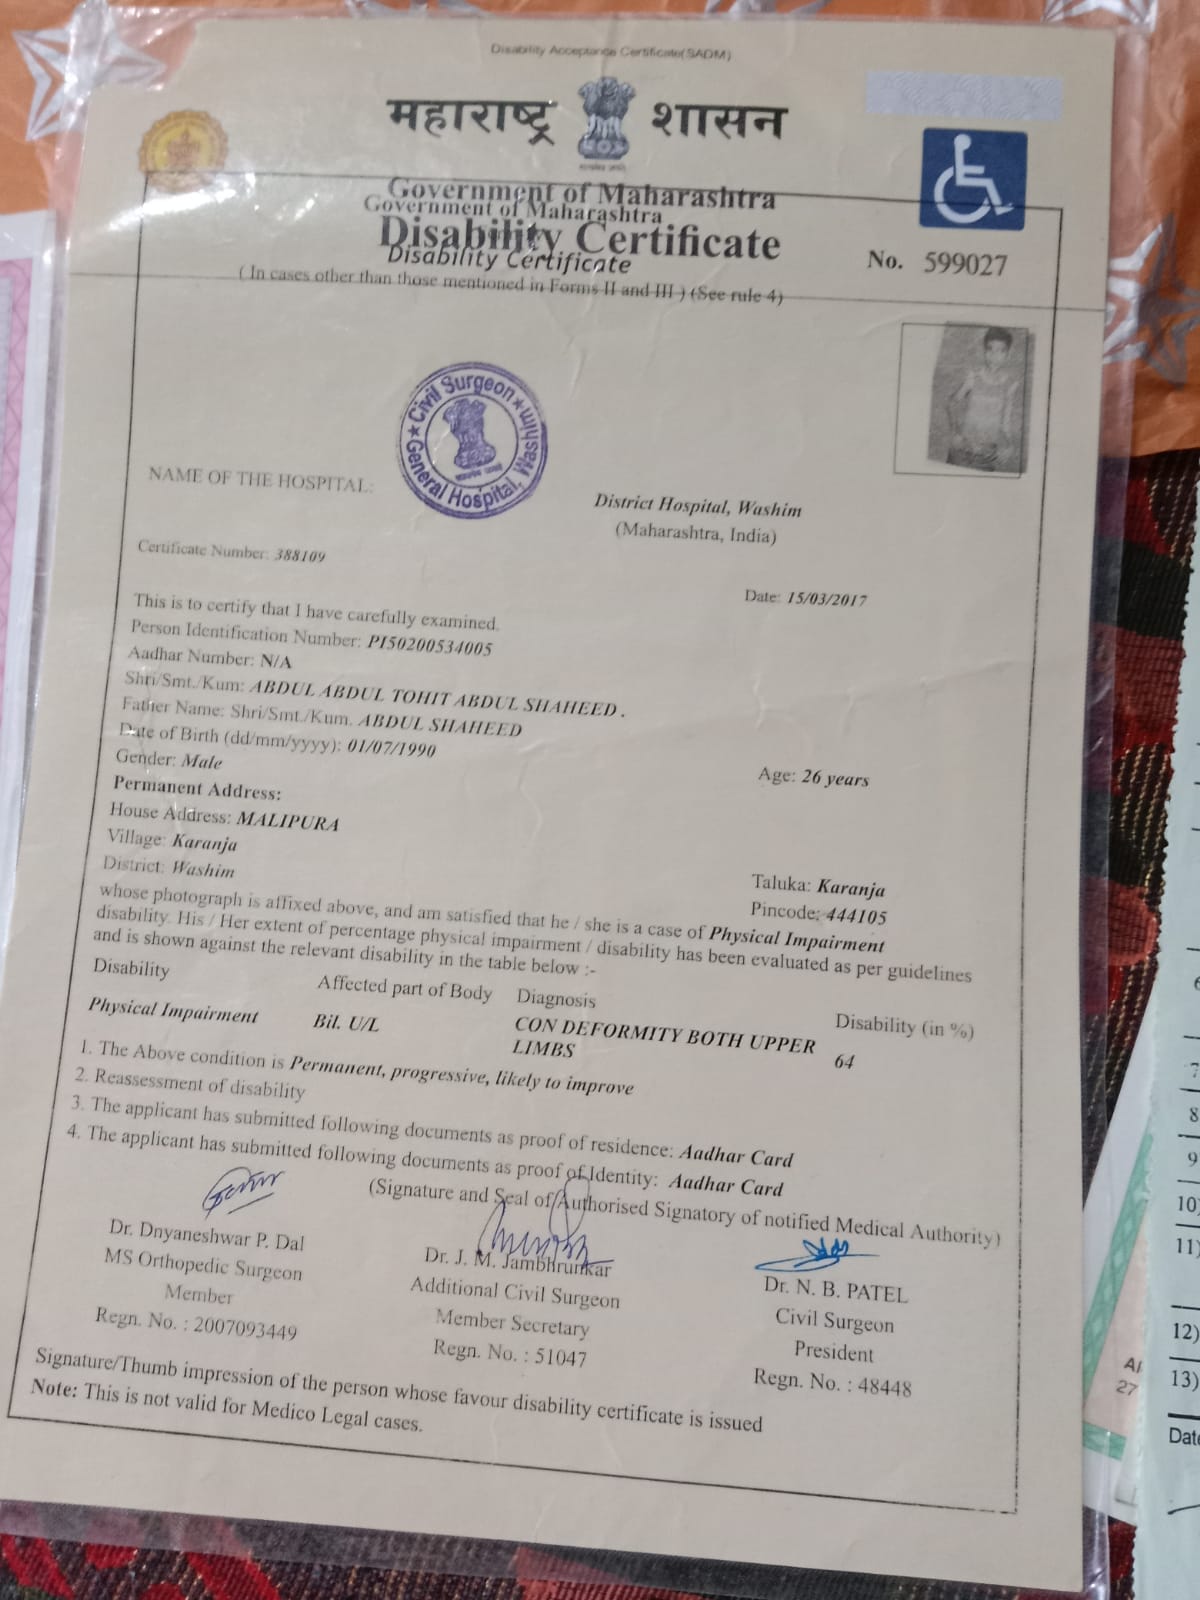 Disability Acceptance Certificate(SADM)
महाराष्ट्र शासन
Government of Maharashtra
Government of Maharashtra
Disability Certificate
Disability Certificate
No. 599027
( In cases other than those mentioned in Forms II and III ) (See rule 4)
★ Civil Surgeon ★
General Hospital, Washim
NAME OF THE HOSPITAL:
District Hospital, Washim
(Maharashtra, India)
Certificate Number: 388109
Date: 15/03/2017
This is to certify that I have carefully examined.
Person Identification Number: PI50200534005
Aadhar Number: N/A
Shri/Smt./Kum: ABDUL ABDUL TOHIT ABDUL SHAHEED .
Father Name: Shri/Smt./Kum. ABDUL SHAHEED
Date of Birth (dd/mm/yyyy): 01/07/1990
Gender: Male
Age: 26 years
Permanent Address:
House Address: MALIPURA
Village: Karanja
District: Washim
Taluka: Karanja
Pincode: 444105
whose photograph is affixed above, and am satisfied that he / she is a case of Physical Impairment
disability. His / Her extent of percentage physical impairment / disability has been evaluated as per guidelines
and is shown against the relevant disability in the table below :-
Disability Affected part of Body Diagnosis Disability (in %)
Physical Impairment Bil. U/L CON DEFORMITY BOTH UPPER 64
LIMBS
1. The Above condition is Permanent, progressive, likely to improve
2. Reassessment of disability
3. The applicant has submitted following documents as proof of residence: Aadhar Card
4. The applicant has submitted following documents as proof of Identity: Aadhar Card
(Signature and Seal of Authorised Signatory of notified Medical Authority)
Dr. Dnyaneshwar P. Dal
MS Orthopedic Surgeon
Member
Regn. No. : 2007093449
Dr. J. M. Jambhrunkar
Additional Civil Surgeon
Member Secretary
Regn. No. : 51047
Dr. N. B. PATEL
Civil Surgeon
President
Regn. No. : 48448
Signature/Thumb impression of the person whose favour disability certificate is issued
Note: This is not valid for Medico Legal cases.
8
9
10)
11)
12)
13)
27